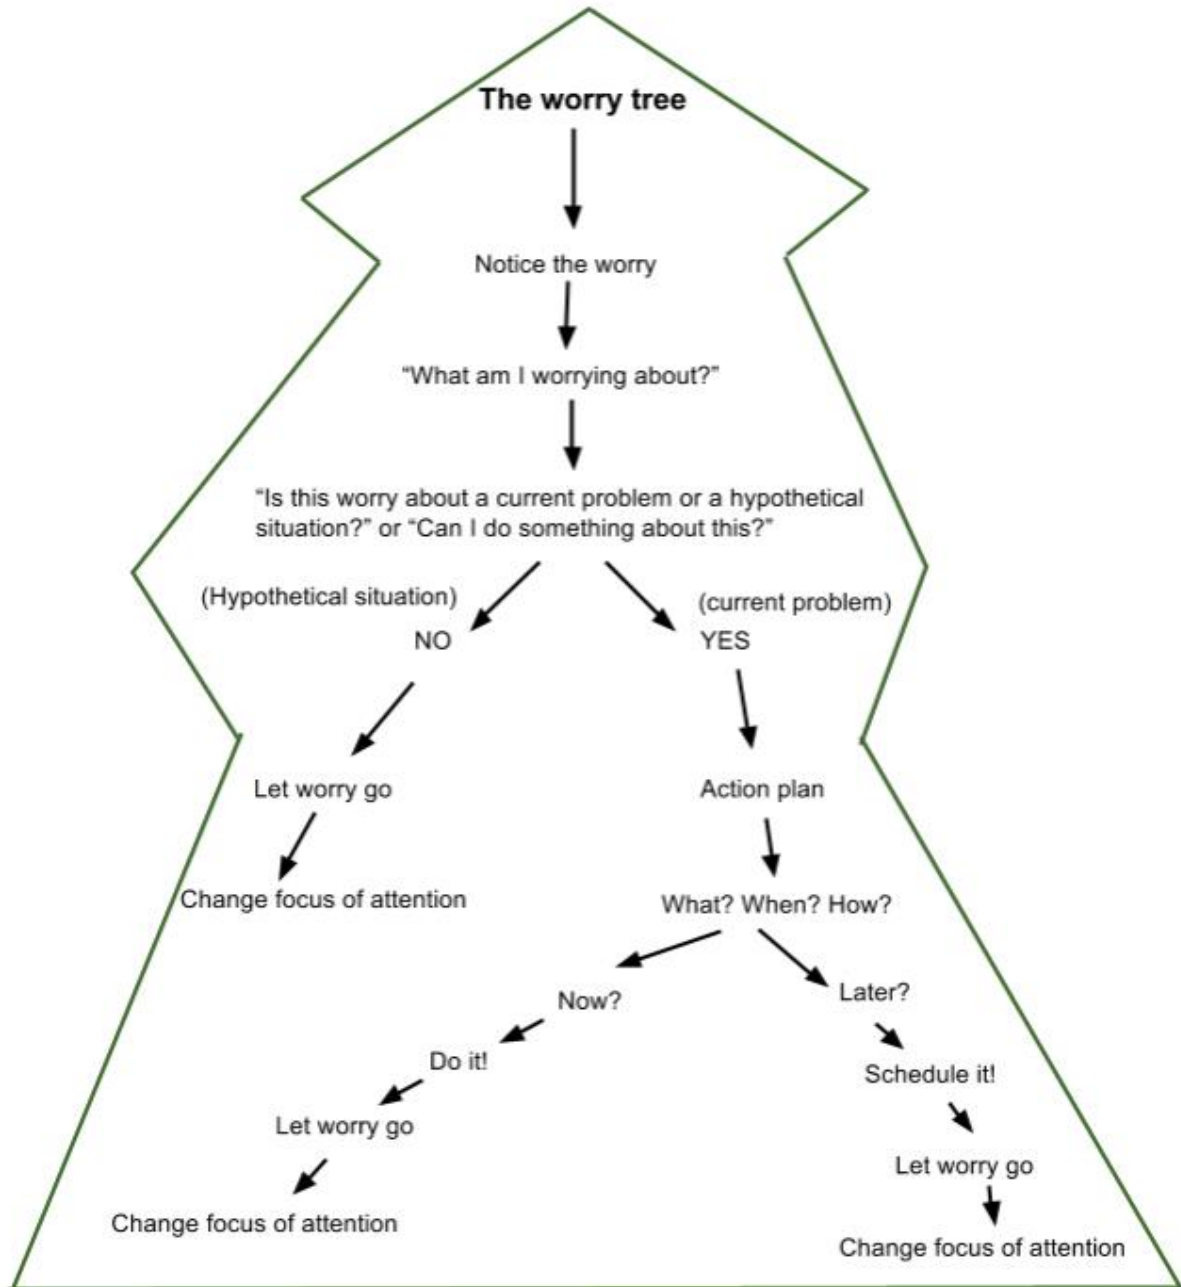 The worry tree
Notice the worry
“What am I worrying about?”
“Is this worry about a current problem or a hypothetical
situation?” or “Can I do something about this?”
(Hypothetical situation)
NO
(current problem)
YES
Let worry go
Change focus of attention
Action plan
What? When? How?
Now?
Do it!
Let worry go
Change focus of attention
Later?
Schedule it!
Let worry go
Change focus of attention